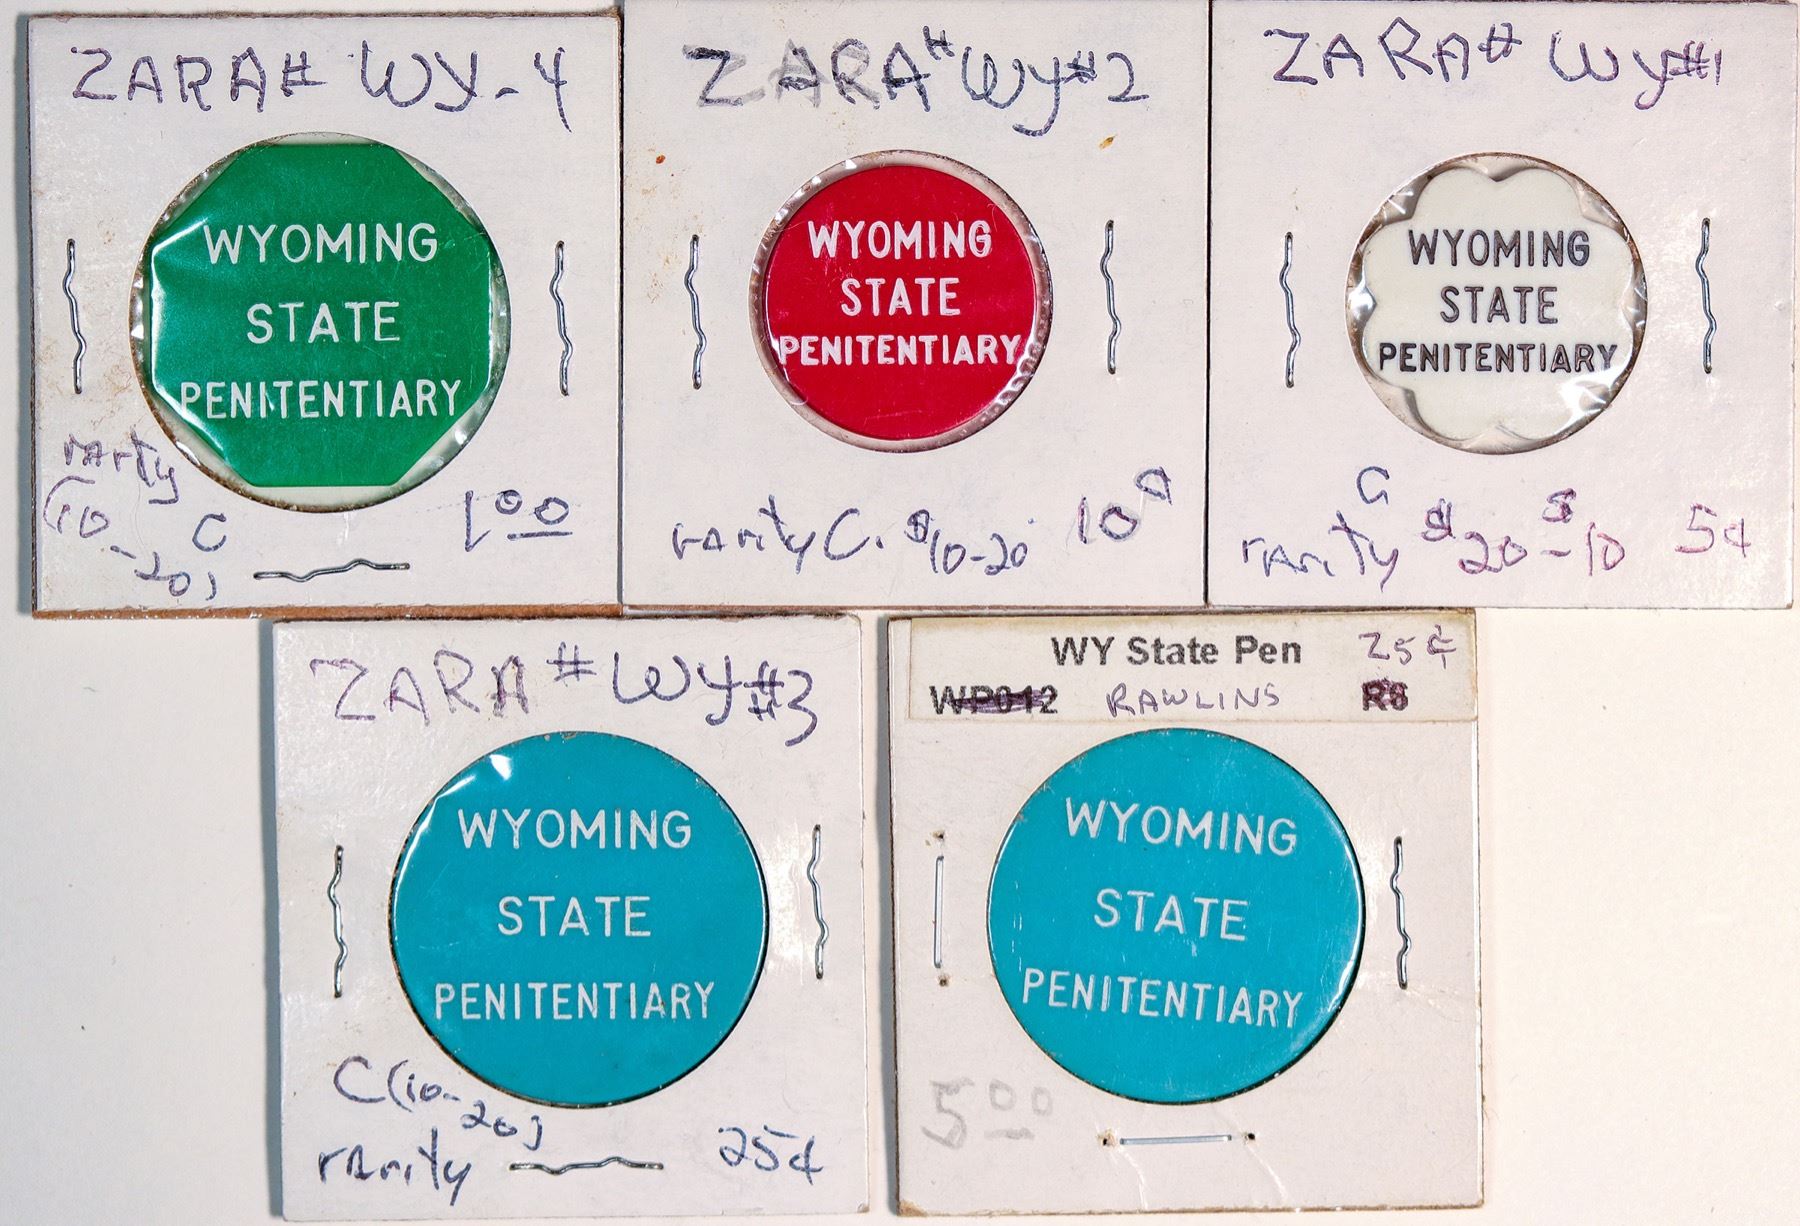 ZARA# WY-4
WYOMING
STATE
PENITENTIARY
rarity
(10
-20) C
1.00
ZARA# Wy#2
WYOMING
STATE
PENITENTIARY
rarity C. $10-20
10¢
ZARA# Wy#1
WYOMING
STATE
PENITENTIARY
C
rarity $20-$10
5¢
ZARA# WY#3
WYOMING
STATE
PENITENTIARY
C(10-
20)
rarity
25¢
WY State Pen 25¢
WP012 RAWLINS R6
WYOMING
STATE
PENITENTIARY
5.00